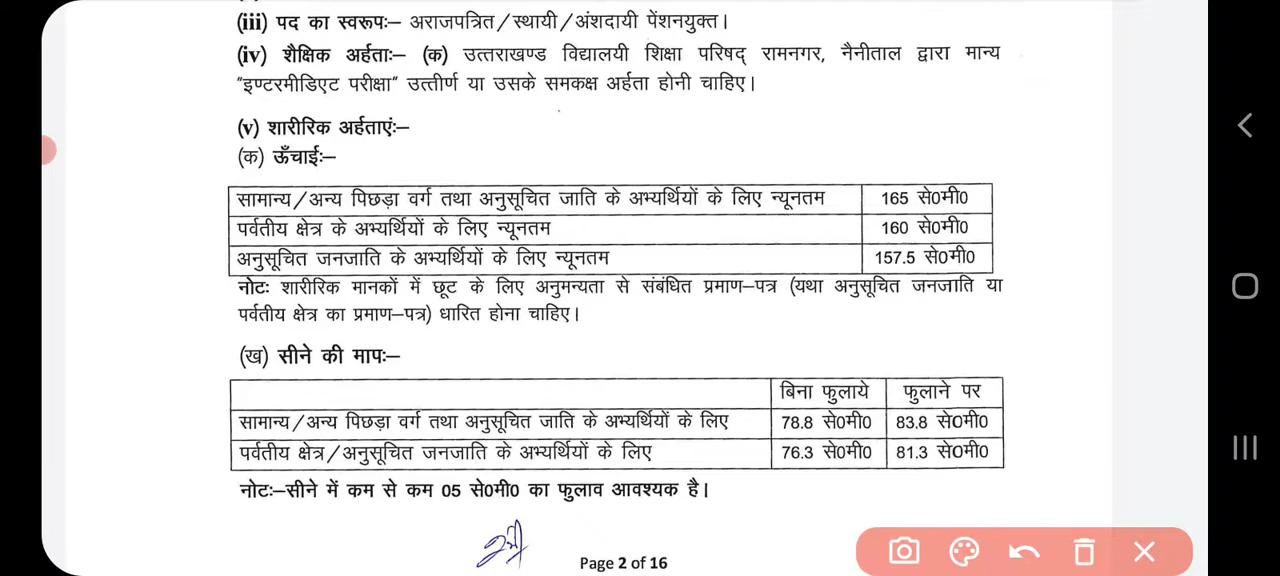 (iii) पद का स्वरूपः– अराजपत्रित/स्थायी/अंशदायी पेंशनयुक्त।
(iv) शैक्षिक अर्हताः– (क) उत्तराखण्ड विद्यालयी शिक्षा परिषद् रामनगर, नैनीताल द्वारा मान्य
"इण्टरमीडिएट परीक्षा" उत्तीर्ण या उसके समकक्ष अर्हता होनी चाहिए।
(v) शारीरिक अर्हताएंः–
(क) ऊँचाईः–
सामान्य/अन्य पिछड़ा वर्ग तथा अनुसूचित जाति के अभ्यर्थियों के लिए न्यूनतम 165 से0मी0
पर्वतीय क्षेत्र के अभ्यर्थियों के लिए न्यूनतम 160 से0मी0
अनुसूचित जनजाति के अभ्यर्थियों के लिए न्यूनतम 157.5 से0मी0
नोटः शारीरिक मानकों में छूट के लिए अनुमन्यता से संबंधित प्रमाण–पत्र (यथा अनुसूचित जनजाति या
पर्वतीय क्षेत्र का प्रमाण–पत्र) धारित होना चाहिए।
(ख) सीने की मापः–
बिना फुलाये फुलाने पर
सामान्य/अन्य पिछड़ा वर्ग तथा अनुसूचित जाति के अभ्यर्थियों के लिए 78.8 से0मी0 83.8 से0मी0
पर्वतीय क्षेत्र/अनुसूचित जनजाति के अभ्यर्थियों के लिए 76.3 से0मी0 81.3 से0मी0
नोटः–सीने में कम से कम 05 से0मी0 का फुलाव आवश्यक है।
Page 2 of 16